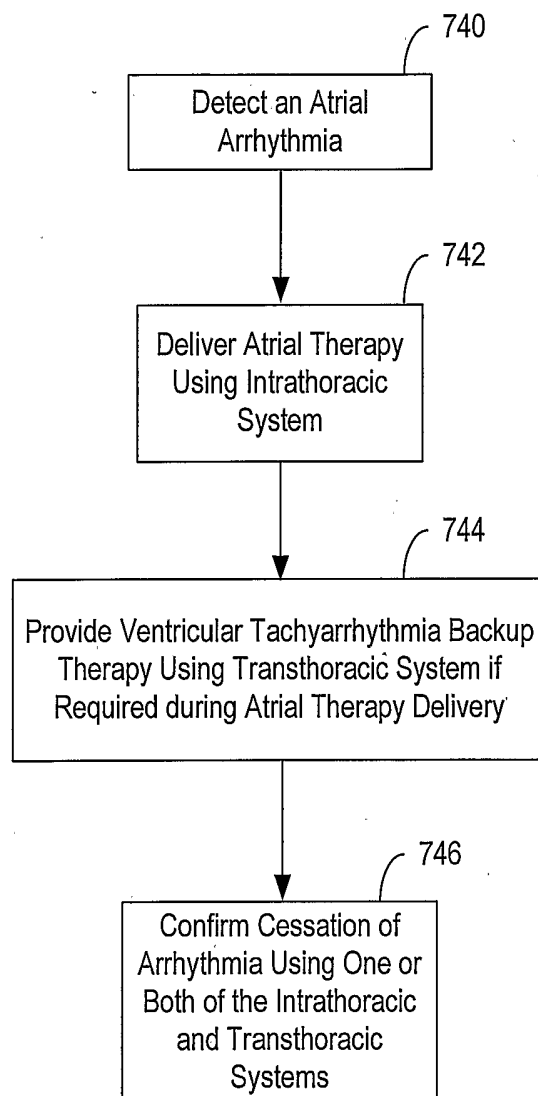 740
Detect an Atrial
Arrhythmia
742
Deliver Atrial Therapy
Using Intrathoracic
System
744
Provide Ventricular Tachyarrhythmia Backup
Therapy Using Transthoracic System if
Required during Atrial Therapy Delivery
746
Confirm Cessation of
Arrhythmia Using One or
Both of the Intrathoracic
and Transthoracic
Systems